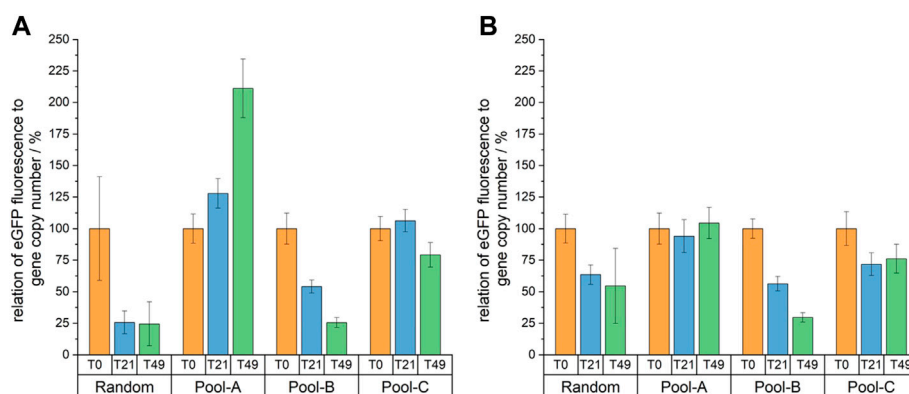 A
relation of eGFP fluorescence to
gene copy number / %
250
225
200
175
150
125
100
75
50
25
0
T0 T21 T49 T0 T21 T49 T0 T21 T49 T0 T21 T49
Random Pool-A Pool-B Pool-C
B
relation of eGFP fluorescence to
gene copy number / %
250
225
200
175
150
125
100
75
50
25
0
T0 T21 T49 T0 T21 T49 T0 T21 T49 T0 T21 T49
Random Pool-A Pool-B Pool-C